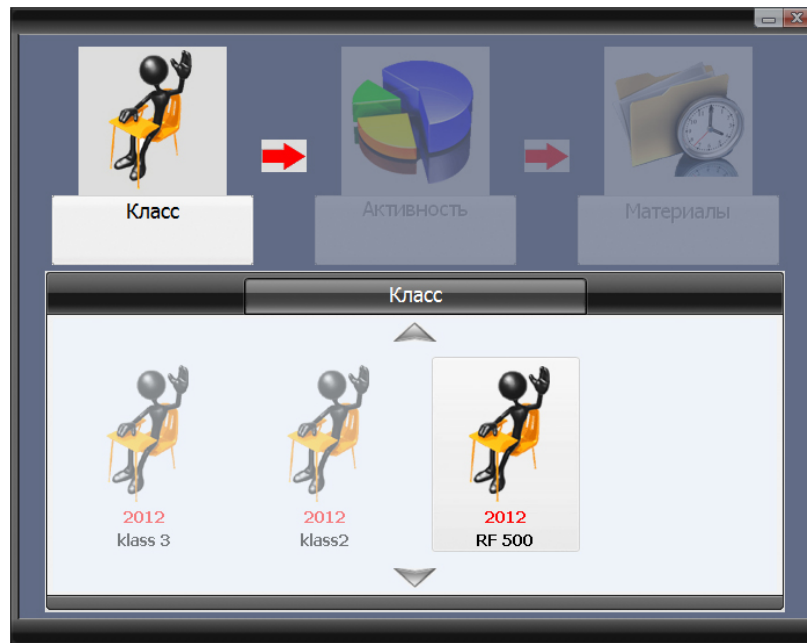 Класс
Активность
Материалы
Класс
2012
klass 3
2012
klass2
2012
RF 500